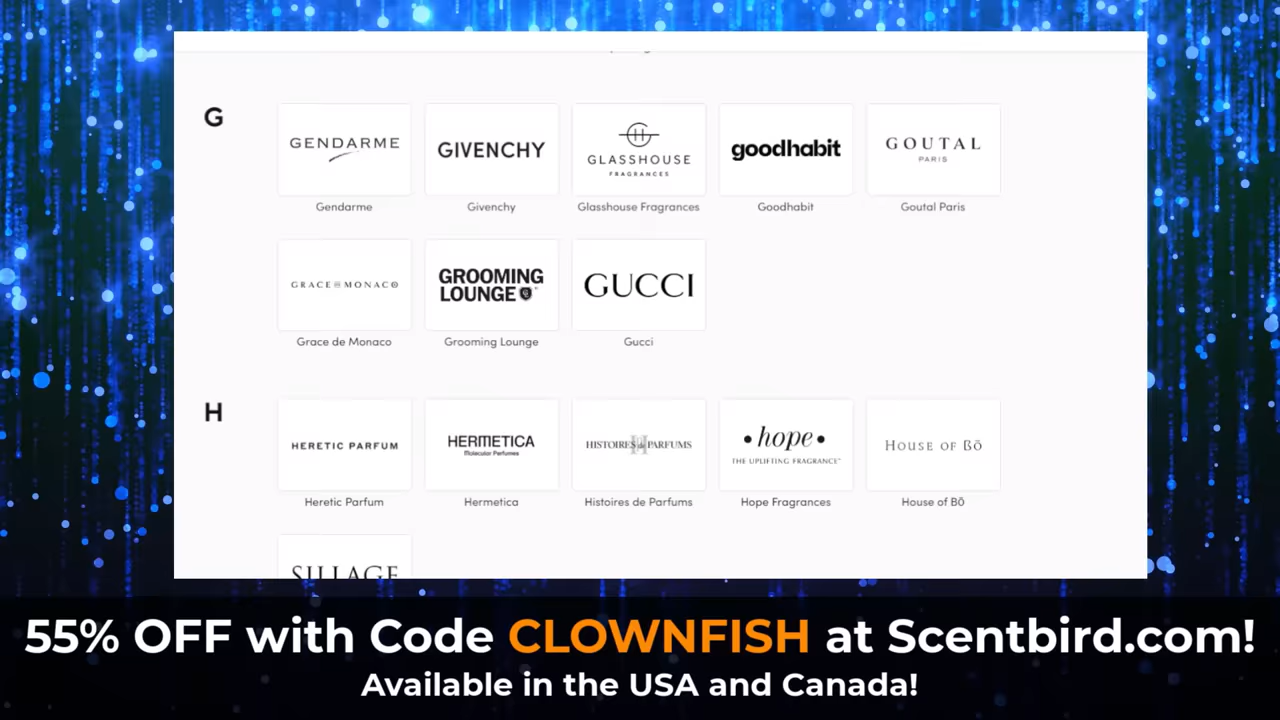 G
GENDARME
GIVENCHY
GLASSHOUSE
FRAGRANCES
goodhabit
GOUTAL
PARIS
Gendarme
Givenchy
Glasshouse Fragrances
Goodhabit
Goutal Paris
GRACE DE MONACO
GROOMING
LOUNGE
GUCCI
Grace de Monaco
Grooming Lounge
Gucci
H
HERETIC PARFUM
HERMETICA
Molecular Perfumes
HISTOIRES de PARFUMS
• hope •
THE UPLIFTING FRAGRANCE™
HOUSE OF BŌ
Heretic Parfum
Hermetica
Histoires de Parfums
Hope Fragrances
House of BŌ
SILLAGE
55% OFF with Code CLOWNFISH at Scentbird.com!
Available in the USA and Canada!